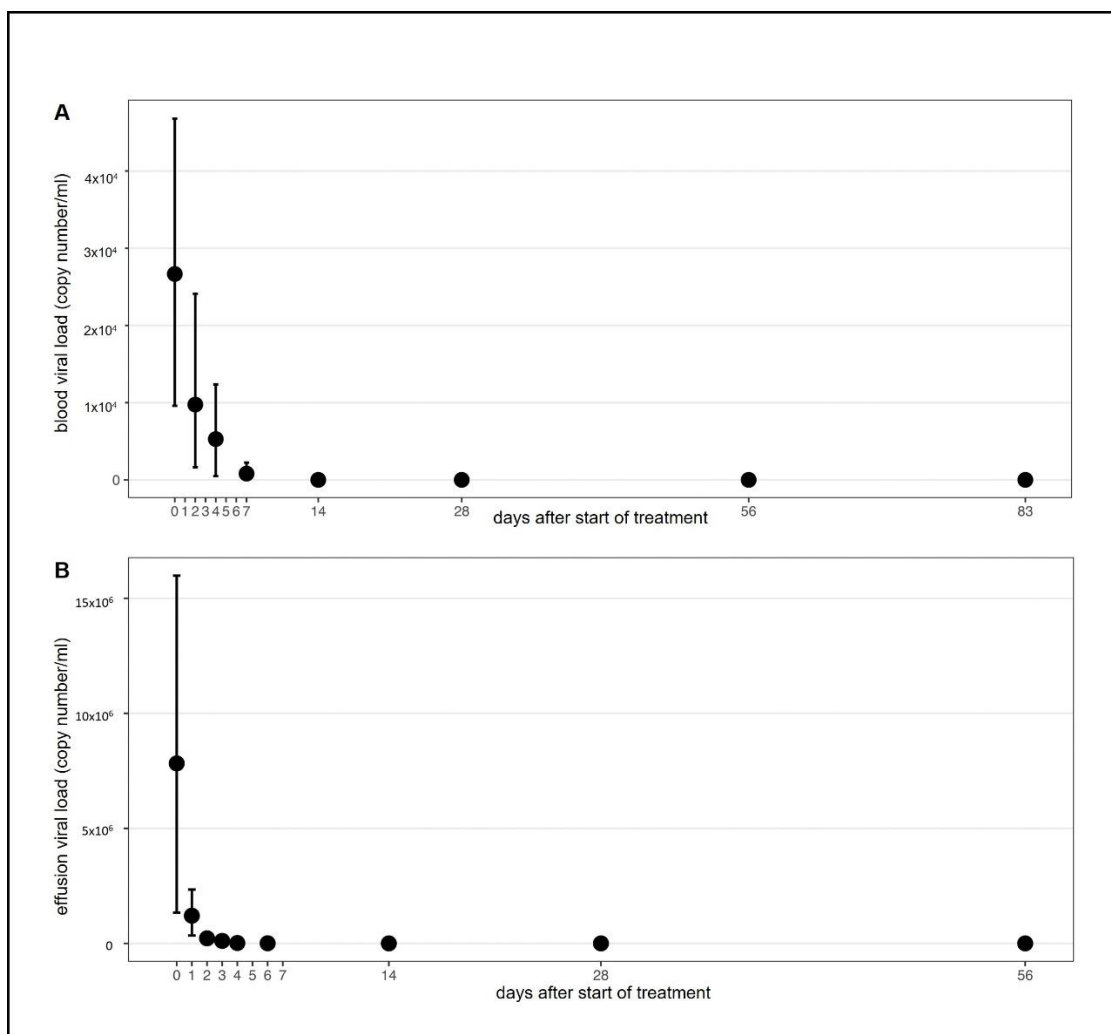 A
blood viral load (copy number/ml)
4x10⁴
3x10⁴
2x10⁴
1x10⁴
0
0 1 2 3 4 5 6 7 14 28 56 83
days after start of treatment
B
effusion viral load (copy number/ml)
15x10⁶
10x10⁶
5x10⁶
0
0 1 2 3 4 5 6 7 14 28 56
days after start of treatment